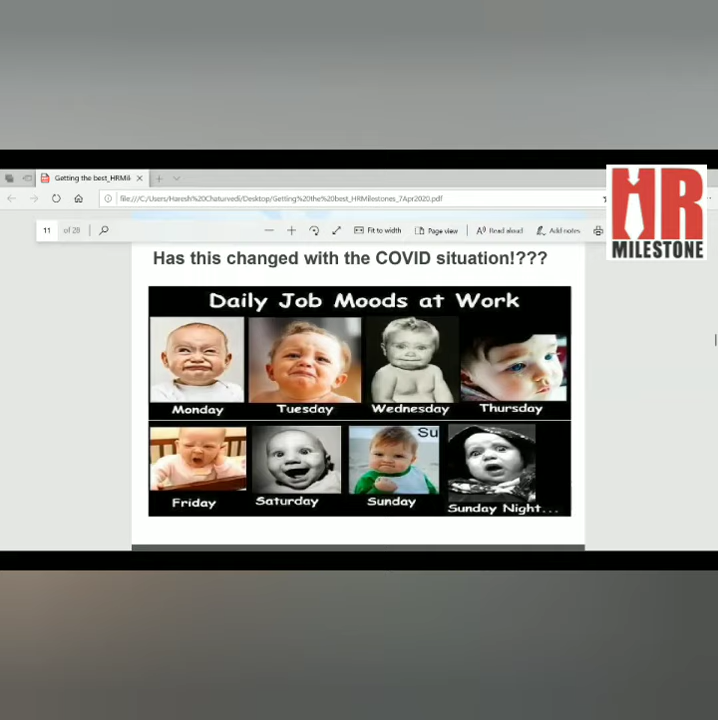 Getting the best_HRMil
file:///C:/Users/Haresh%20Chaturvedi/Desktop/Getting%20the%20best_HRMilestones_7Apr2020.pdf
11 of 28
Fit to width
Page view
Read aloud
Add notes
HR
MILESTONE
Has this changed with the COVID situation!???
Daily Job Moods at Work
Monday Tuesday Wednesday Thursday
Su
Friday Saturday Sunday Sunday Night...